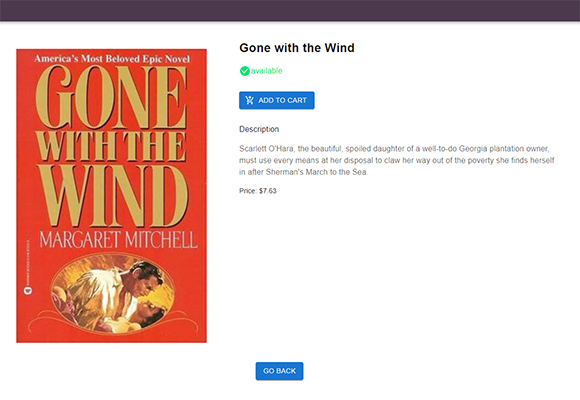 America's Most Beloved Epic Novel
GONE
WITH THE
WIND
MARGARET MITCHELL
Gone with the Wind
available
ADD TO CART
Description
Scarlett O'Hara, the beautiful, spoiled daughter of a well-to-do Georgia plantation owner,
must use every means at her disposal to claw her way out of the poverty she finds herself
in after Sherman's March to the Sea.
Price: $7.63
GO BACK